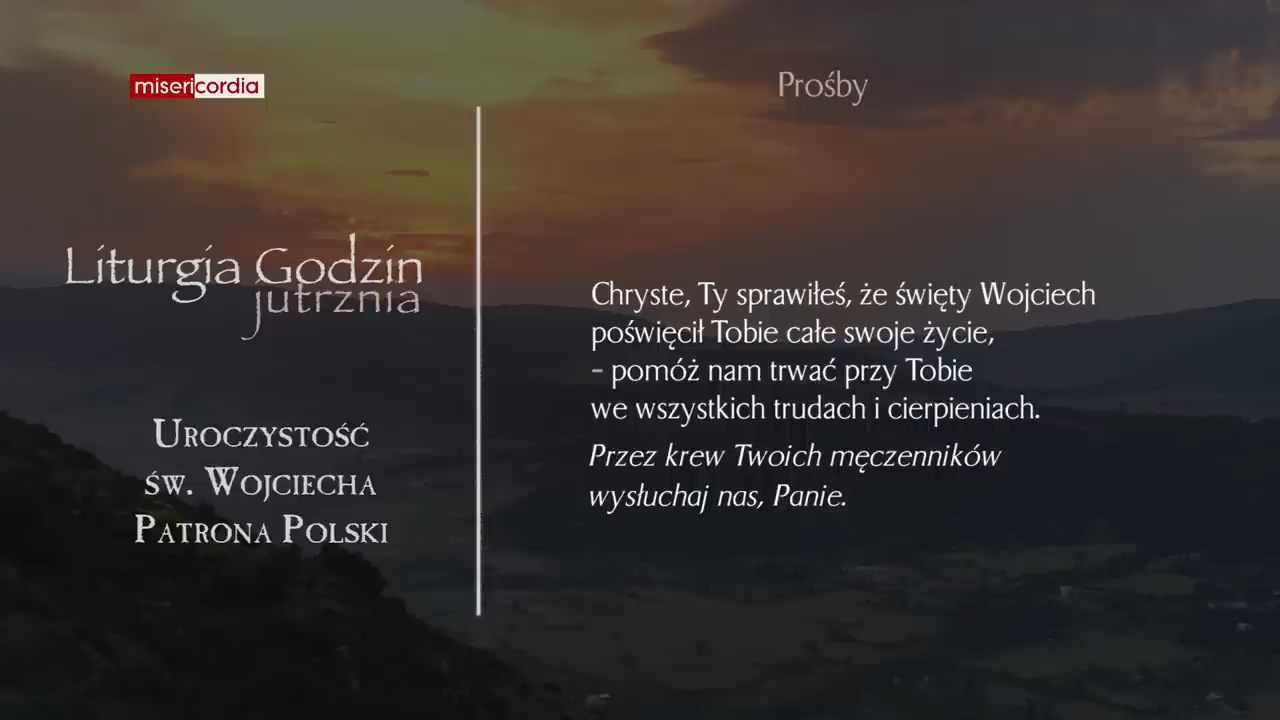 misericordia
Liturgia Godzin
jutrznia
Uroczystość
św. Wojciecha
Patrona Polski
Prośby
Chryste, Ty sprawiłeś, że święty Wojciech
poświęcił Tobie całe swoje życie,
- pomóż nam trwać przy Tobie
we wszystkich trudach i cierpieniach.
Przez krew Twoich męczenników
wysłuchaj nas, Panie.